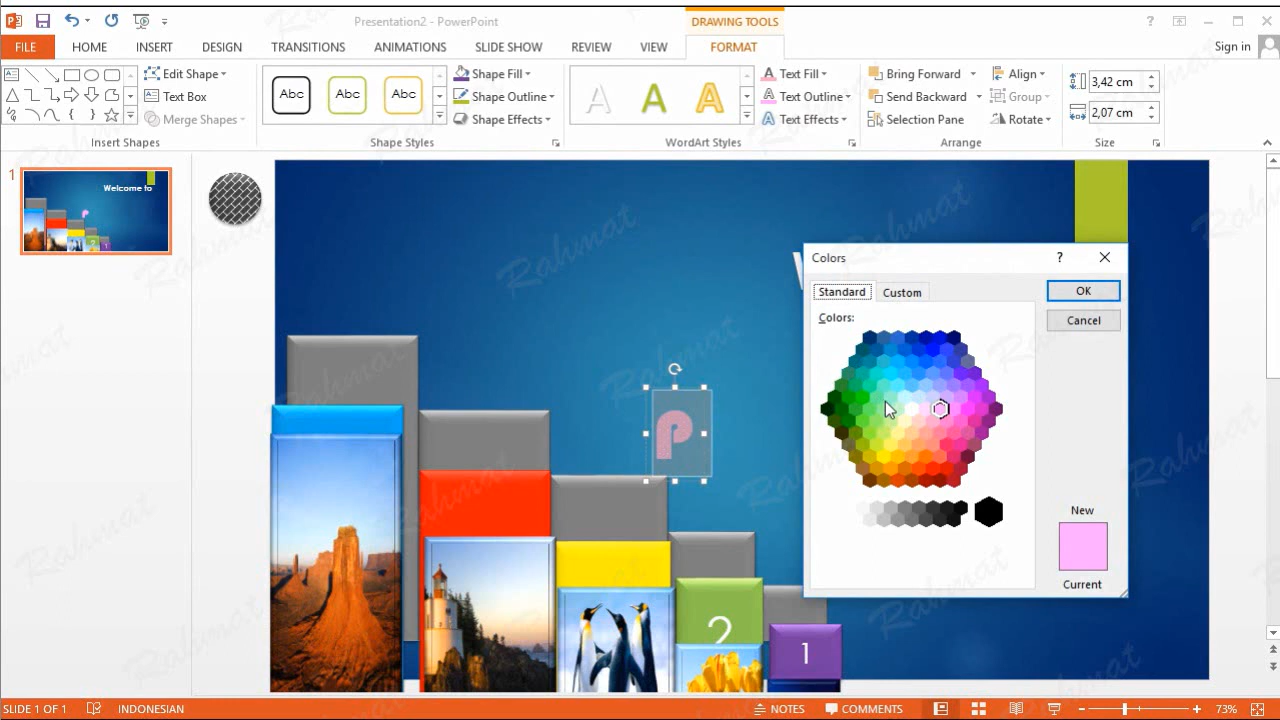 Presentation2 - PowerPoint
DRAWING TOOLS
?
FILE
HOME
INSERT
DESIGN
TRANSITIONS
ANIMATIONS
SLIDE SHOW
REVIEW
VIEW
FORMAT
Sign in
Edit Shape
Text Box
Merge Shapes
Insert Shapes
Abc
Abc
Abc
Shape Fill
Shape Outline
Shape Effects
Shape Styles
A
A
A
Text Fill
Text Outline
Text Effects
WordArt Styles
Bring Forward
Send Backward
Selection Pane
Align
Group
Rotate
Arrange
3,42 cm
2,07 cm
Size
1
Welcome to
P
2
1
Colors
?
Standard
Custom
OK
Cancel
Colors:
New
Current
SLIDE 1 OF 1
INDONESIAN
NOTES
COMMENTS
73%
Rahmat